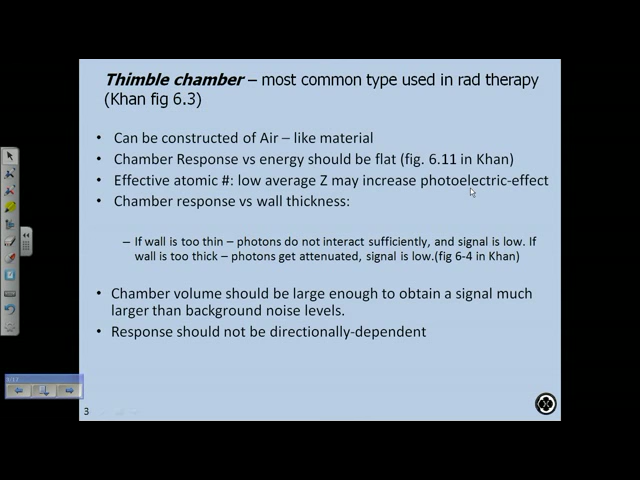 Thimble chamber – most common type used in rad therapy
(Khan fig 6.3)
• Can be constructed of Air – like material
• Chamber Response vs energy should be flat (fig. 6.11 in Khan)
• Effective atomic #: low average Z may increase photoelectric-effect
• Chamber response vs wall thickness:
– If wall is too thin – photons do not interact sufficiently, and signal is low. If
wall is too thick – photons get attenuated, signal is low.(fig 6-4 in Khan)
• Chamber volume should be large enough to obtain a signal much
larger than background noise levels.
• Response should not be directionally-dependent
3